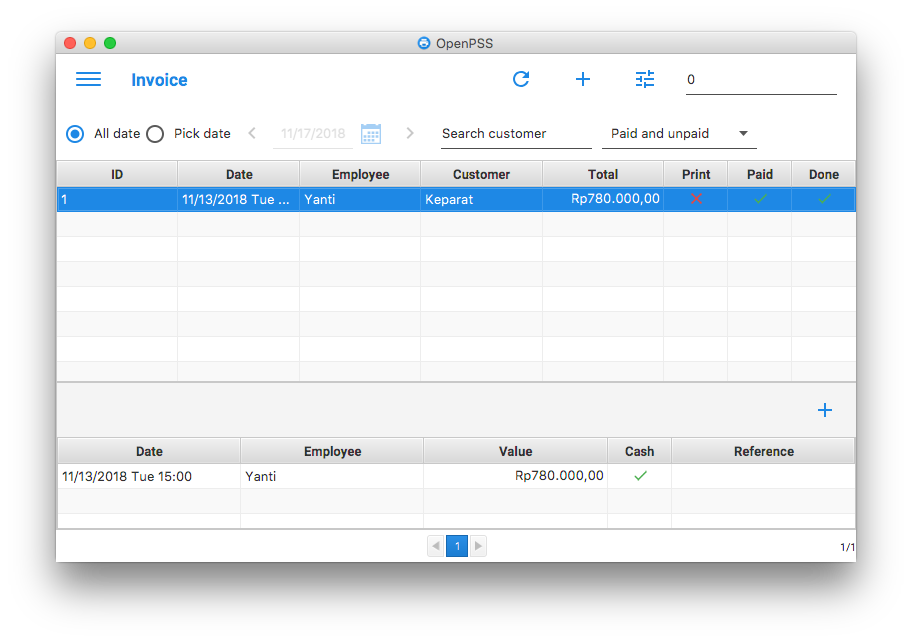 OpenPSS
Invoice 0
All date Pick date 11/17/2018 Search customer Paid and unpaid
ID Date Employee Customer Total Print Paid Done
1 11/13/2018 Tue ... Yanti Keparat Rp780.000,00
Date Employee Value Cash Reference
11/13/2018 Tue 15:00 Yanti Rp780.000,00
1 1/1